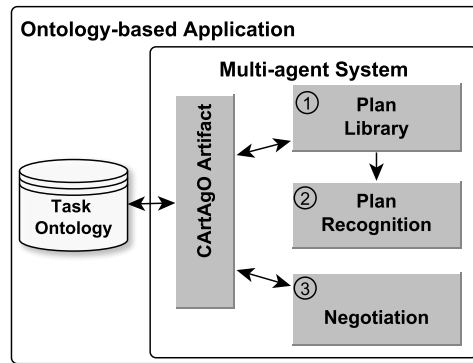 Ontology-based Application
Multi-agent System
Task
Ontology
CArtAgO Artifact
1
Plan
Library
2
Plan
Recognition
3
Negotiation